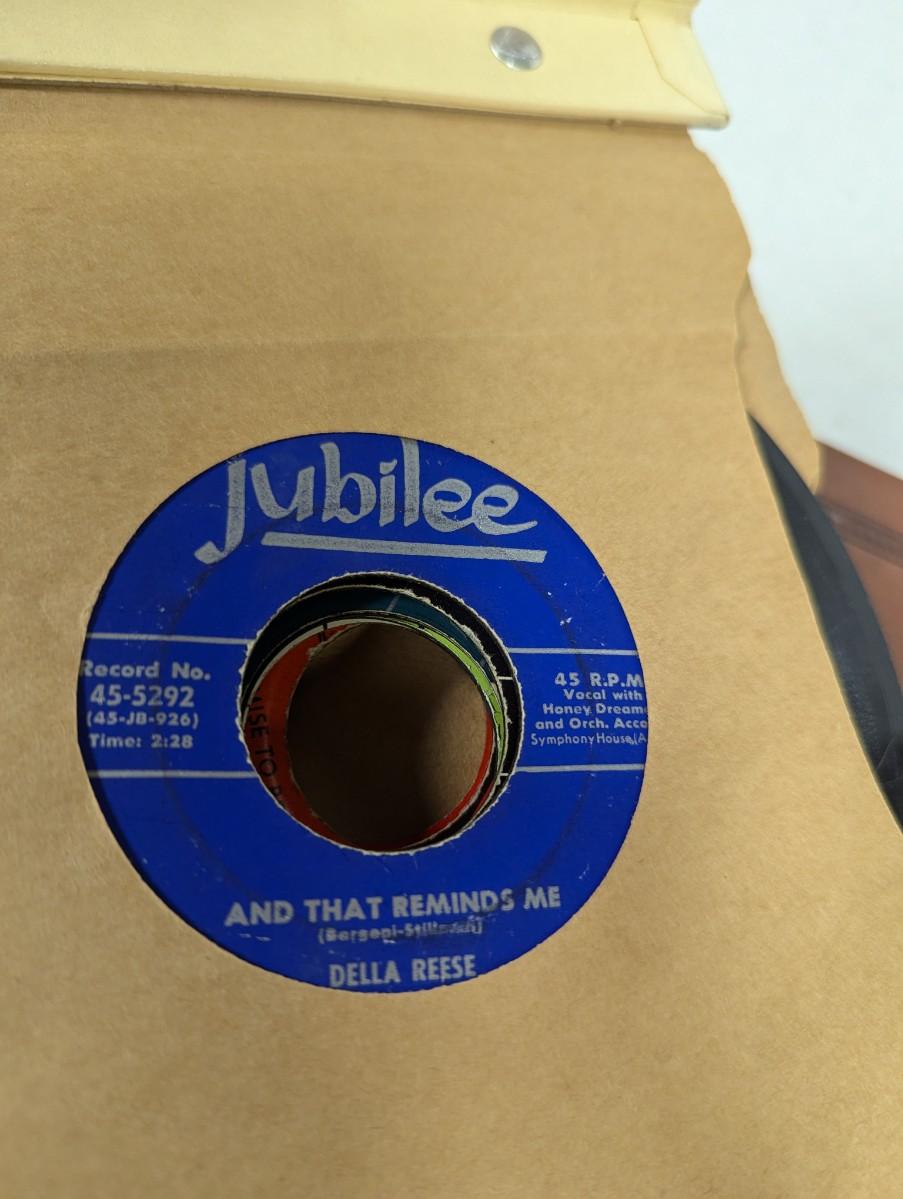 Jubilee
Record No.
45-5292
(45-JB-926)
Time: 2:28
45 R.P.M
Vocal with
Honey Dream
and Orch. Acco
Symphony House
AND THAT REMINDS ME
DELLA REESE